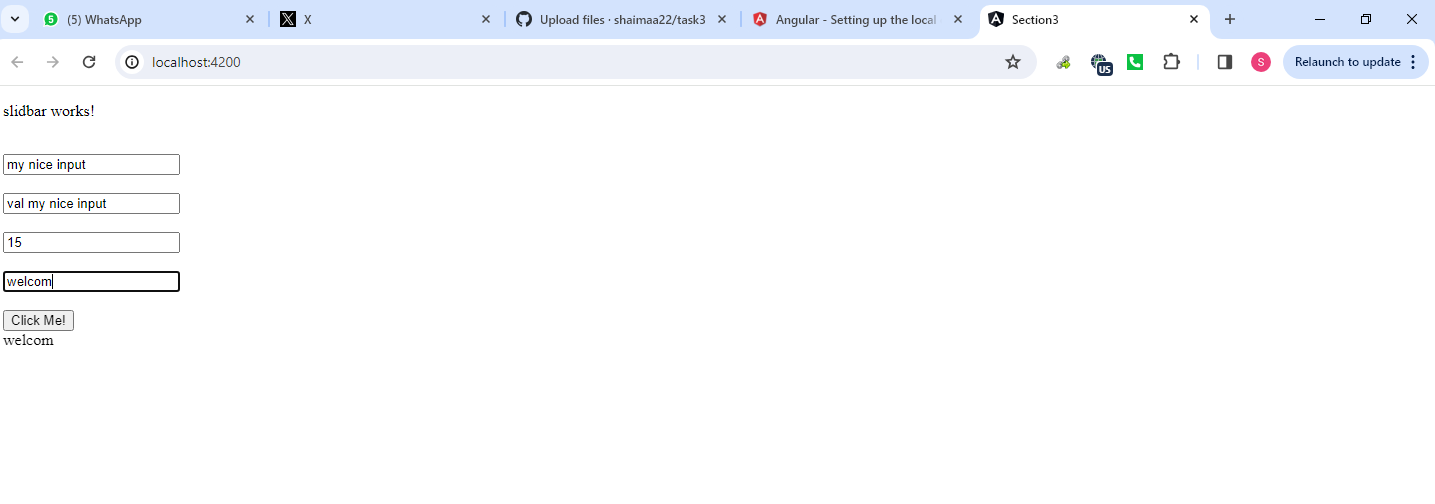 5 (5) WhatsApp
X
Upload files · shaimaa22/task3
Angular - Setting up the local
Section3
localhost:4200
US
S
Relaunch to update
slidbar works!
my nice input
val my nice input
15
welcom
Click Me!
welcom